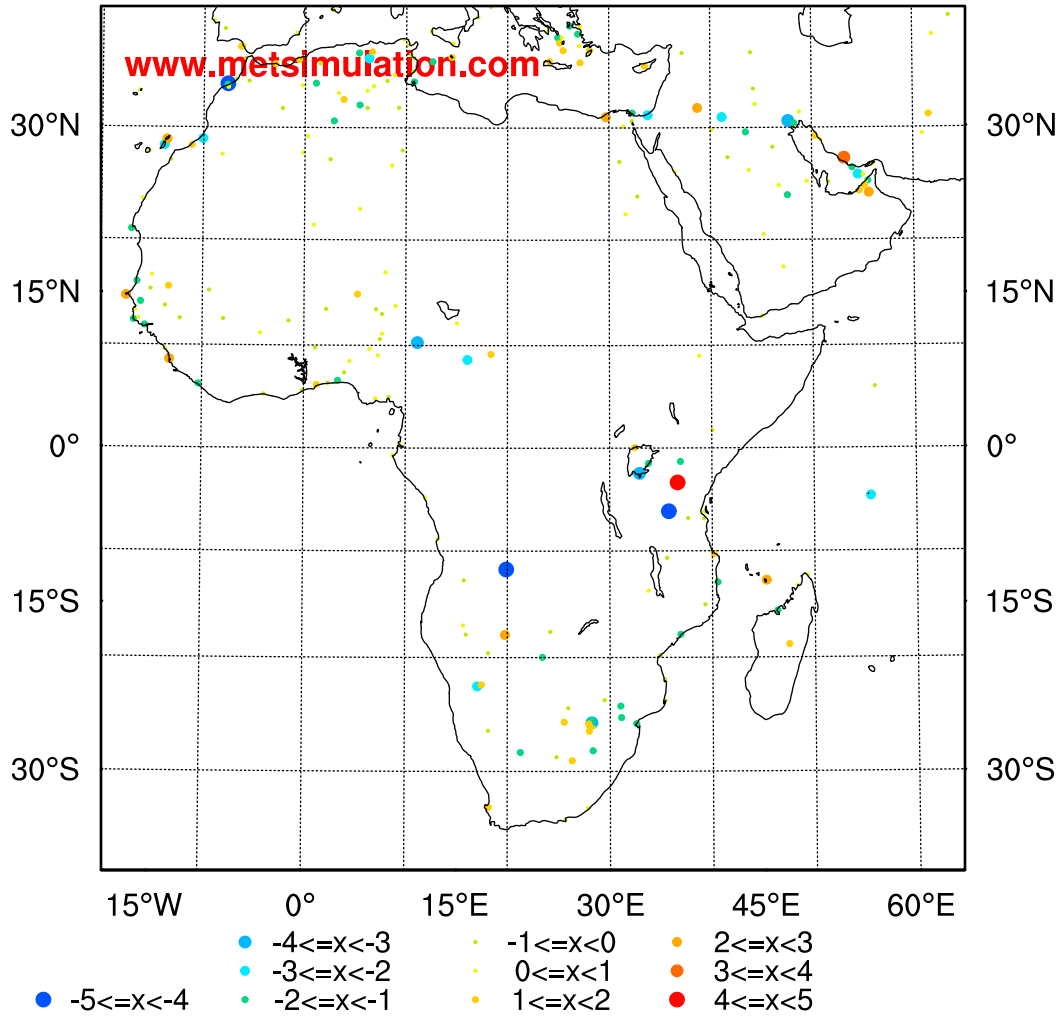 www.metsimulation.com
30°N 30°N
15°N 15°N
0° 0°
15°S 15°S
30°S 30°S
15°W 0° 15°E 30°E 45°E 60°E
-4<=x<-3 -1<=x<0 2<=x<3
-3<=x<-2 0<=x<1 3<=x<4
-5<=x<-4 -2<=x<-1 1<=x<2 4<=x<5